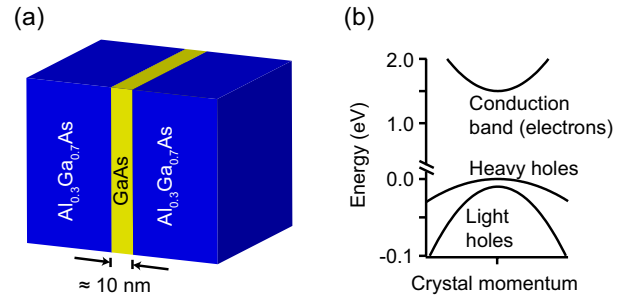 (a)
Al0.3Ga0.7As
GaAs
Al0.3Ga0.7As
≈ 10 nm
(b)
Energy (eV)
2.0
1.0
0.0
-0.1
Conduction
band (electrons)
Heavy holes
Light
holes
Crystal momentum